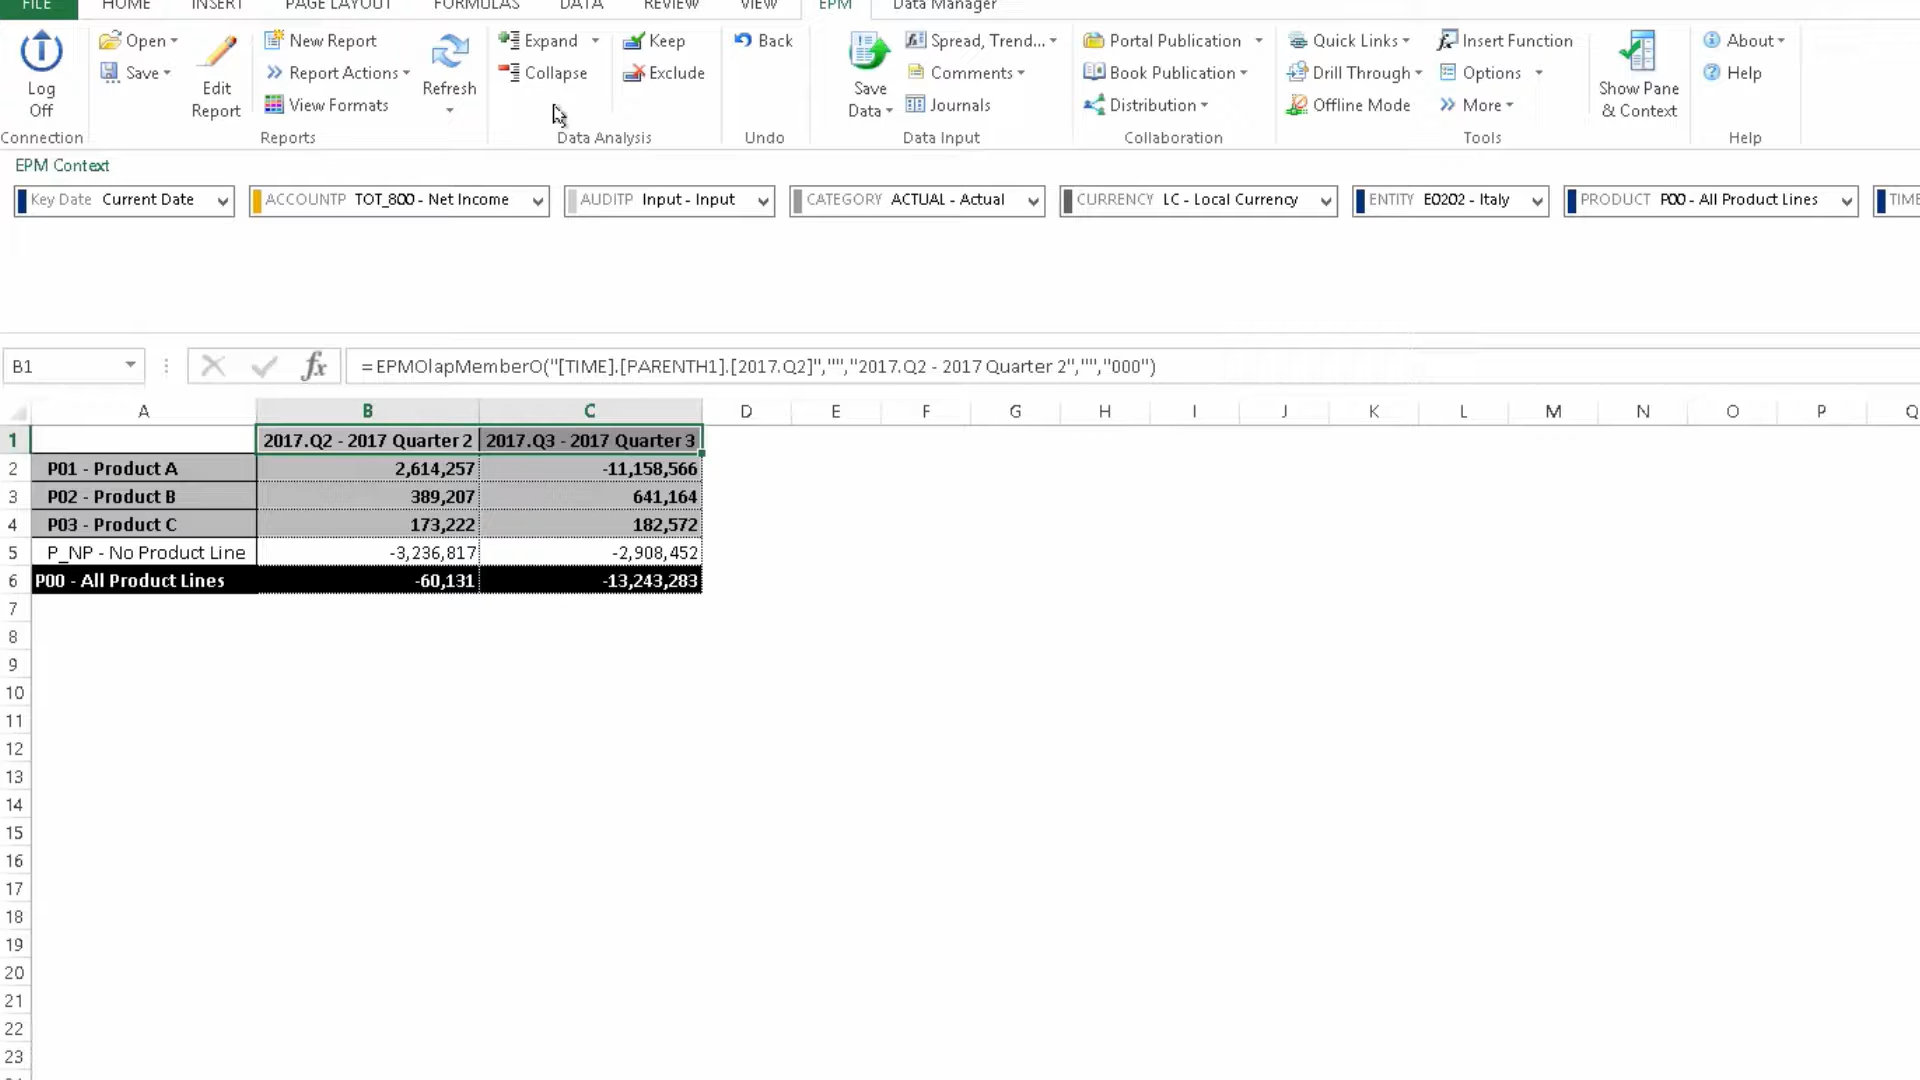 FILE HOME INSERT PAGE LAYOUT FORMULAS DATA REVIEW VIEW EPM Data Manager
Log Off
Connection
Open
Save
Edit Report
New Report
Report Actions
View Formats
Refresh
Reports
Expand
Collapse
Keep
Exclude
Data Analysis
Back
Undo
Save Data
Spread, Trend...
Comments
Journals
Data Input
Portal Publication
Book Publication
Distribution
Collaboration
Quick Links
Drill Through
Offline Mode
Insert Function
Options
More
Tools
Show Pane & Context
About
Help
Help
EPM Context
Key Date Current Date ACCOUNTP TOT_800 - Net Income AUDITP Input - Input CATEGORY ACTUAL - Actual CURRENCY LC - Local Currency ENTITY E0202 - Italy PRODUCT P00 - All Product Lines TIME
B1 fx =EPMOlapMemberO("[TIME].[PARENTH1].[2017.Q2]","","2017.Q2 - 2017 Quarter 2","","000")
A B C D E F G H I J K L M N O P Q
1 2017.Q2 - 2017 Quarter 2 2017.Q3 - 2017 Quarter 3
2 P01 - Product A 2,614,257 -11,158,566
3 P02 - Product B 389,207 641,164
4 P03 - Product C 173,222 182,572
5 P_NP - No Product Line -3,236,817 -2,908,452
6 P00 - All Product Lines -60,131 -13,243,283
7
8
9
10
11
12
13
14
15
16
17
18
19
20
21
22
23